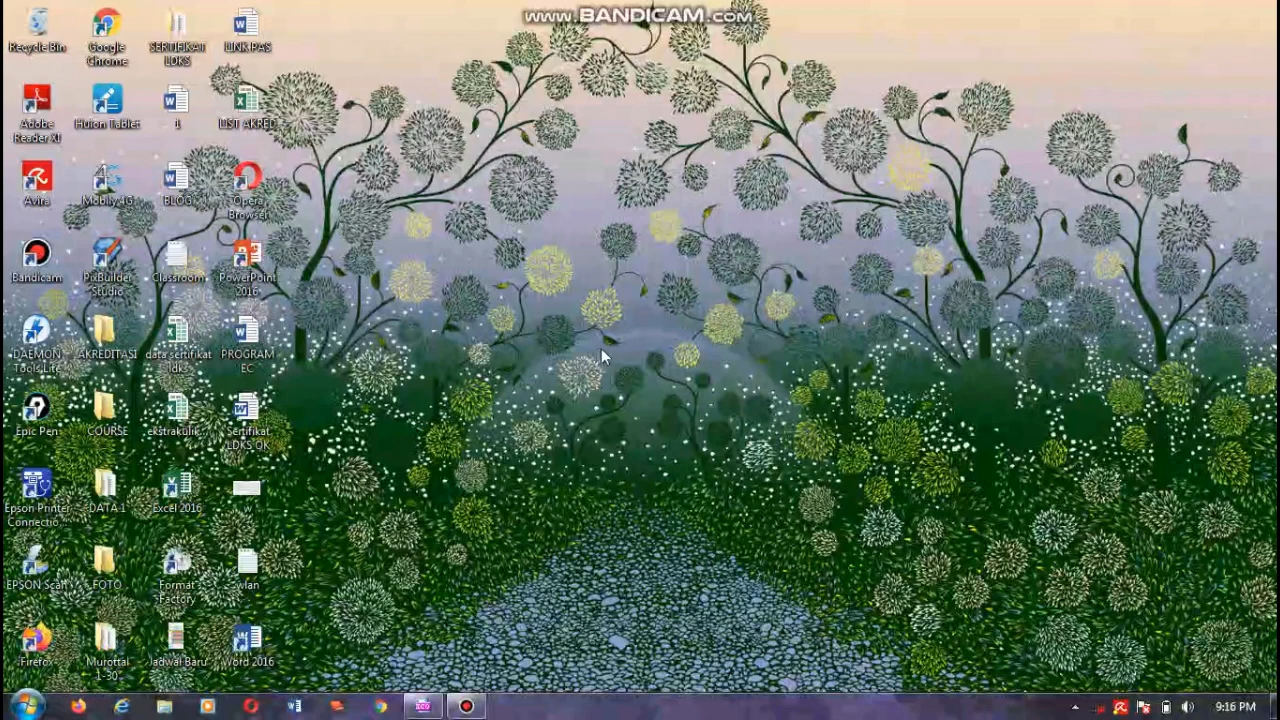 www.BANDICAM.com
Recycle Bin
Google
Chrome
SERTIFIKAT
LDKS
LINK PAS
Adobe
Reader XI
Huion Tablet
1
LIST AKRED
Avira
Mobily 4G
BLOG
Opera
Browser
Bandicam
PixBuilder
Studio
Classroom
PowerPoint
2016
DAEMON
Tools Lite
AKREDITASI
data sertifikat
ldks
PROGRAM
EC
Epic Pen
COURSE
ekstrakulik...
Sertifikat
LDKS OK
Epson Printer
Connectio...
DATA 1
Excel 2016
w
EPSON Scan
FOTO
Format
Factory
wlan
Firefox
Murottal
1-30
Jadwal Baru
Word 2016
9:16 PM